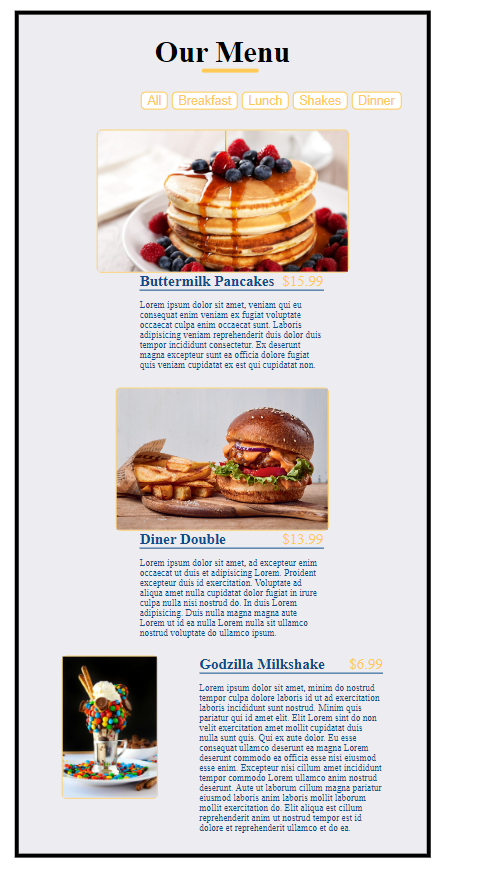 Our Menu
All Breakfast Lunch Shakes Dinner
Buttermilk Pancakes $15.99
Lorem ipsum dolor sit amet, veniam qui eu
consequat enim veniam ex fugiat voluptate
occaecat culpa enim occaecat sunt. Laboris
adipisicing veniam reprehenderit duis dolor duis
tempor incididunt consectetur. Ex deserunt
magna excepteur sunt ea officia dolore fugiat
quis veniam cupidatat ex est qui cupidatat non.
Diner Double $13.99
Lorem ipsum dolor sit amet, ad excepteur enim
occaecat ut duis et adipisicing Lorem. Proident
excepteur duis id exercitation. Voluptate ad
aliqua amet nulla cupidatat dolor fugiat in irure
culpa nulla nisi nostrud do. In duis Lorem
adipisicing. Duis nulla magna magna aute
Lorem ut id ea nulla Lorem nulla sit ullamco
nostrud voluptate do ullamco ipsum.
Godzilla Milkshake $6.99
Lorem ipsum dolor sit amet, minim do nostrud
tempor culpa dolore laboris id ut ad exercitation
laboris incididunt sunt nostrud. Minim quis
pariatur qui id amet elit. Elit Lorem sint do non
velit exercitation amet mollit cupidatat duis
nulla sunt quis. Qui ex aute dolor. Eu esse
consequat ullamco deserunt ea magna Lorem
deserunt commodo ea officia esse nisi eiusmod
esse enim. Excepteur nisi cillum amet incididunt
tempor commodo Lorem ullamco anim nostrud
deserunt. Aute ut laborum cillum magna pariatur
eiusmod laboris anim laboris mollit laborum
mollit exercitation do. Elit aliqua est
reprehenderit anim ut nostrud tempor est id
dolore et reprehenderit ullamco et do ea.